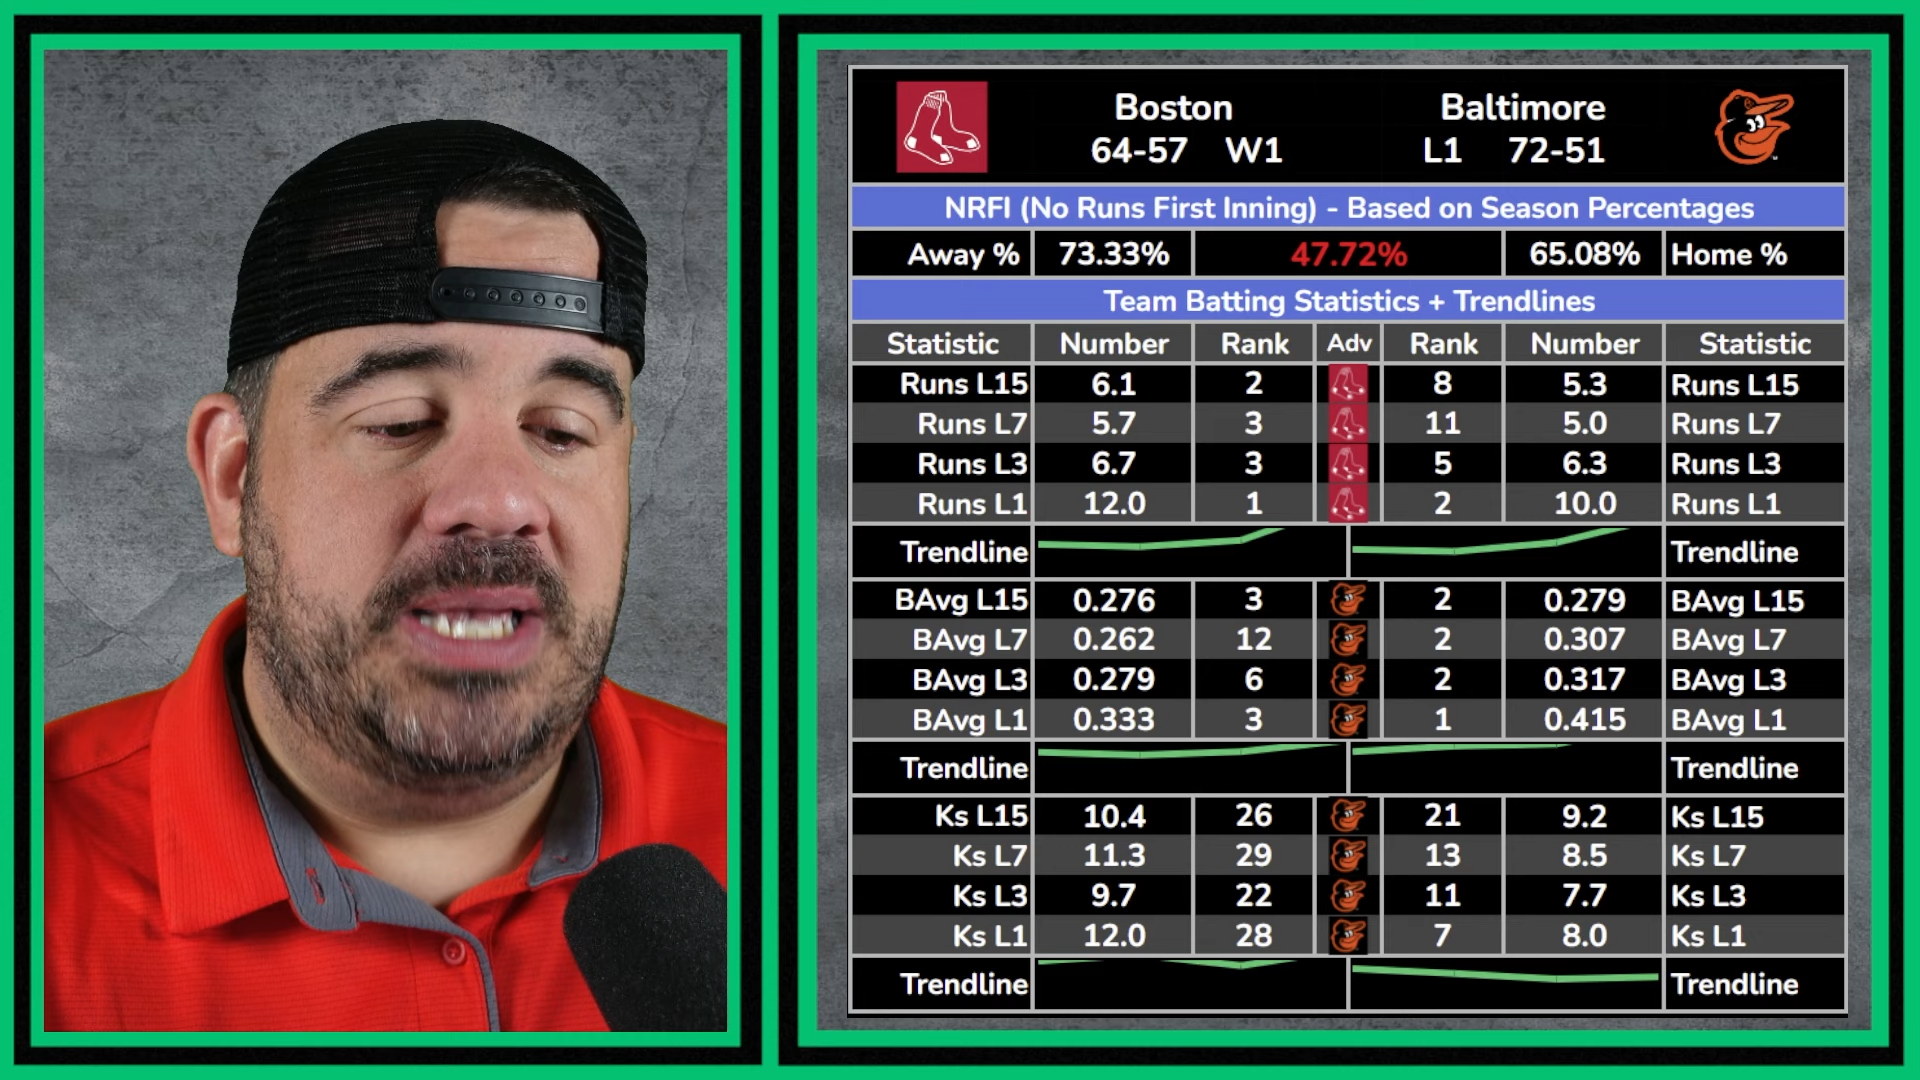 Boston Baltimore
64-57 W1 L1 72-51
NRFI (No Runs First Inning) - Based on Season Percentages
Away % 73.33% 47.72% 65.08% Home %
Team Batting Statistics + Trendlines
Statistic Number Rank Adv Rank Number Statistic
Runs L15 6.1 2 8 5.3 Runs L15
Runs L7 5.7 3 11 5.0 Runs L7
Runs L3 6.7 3 5 6.3 Runs L3
Runs L1 12.0 1 2 10.0 Runs L1
Trendline Trendline
BAvg L15 0.276 3 2 0.279 BAvg L15
BAvg L7 0.262 12 2 0.307 BAvg L7
BAvg L3 0.279 6 2 0.317 BAvg L3
BAvg L1 0.333 3 1 0.415 BAvg L1
Trendline Trendline
Ks L15 10.4 26 21 9.2 Ks L15
Ks L7 11.3 29 13 8.5 Ks L7
Ks L3 9.7 22 11 7.7 Ks L3
Ks L1 12.0 28 7 8.0 Ks L1
Trendline Trendline